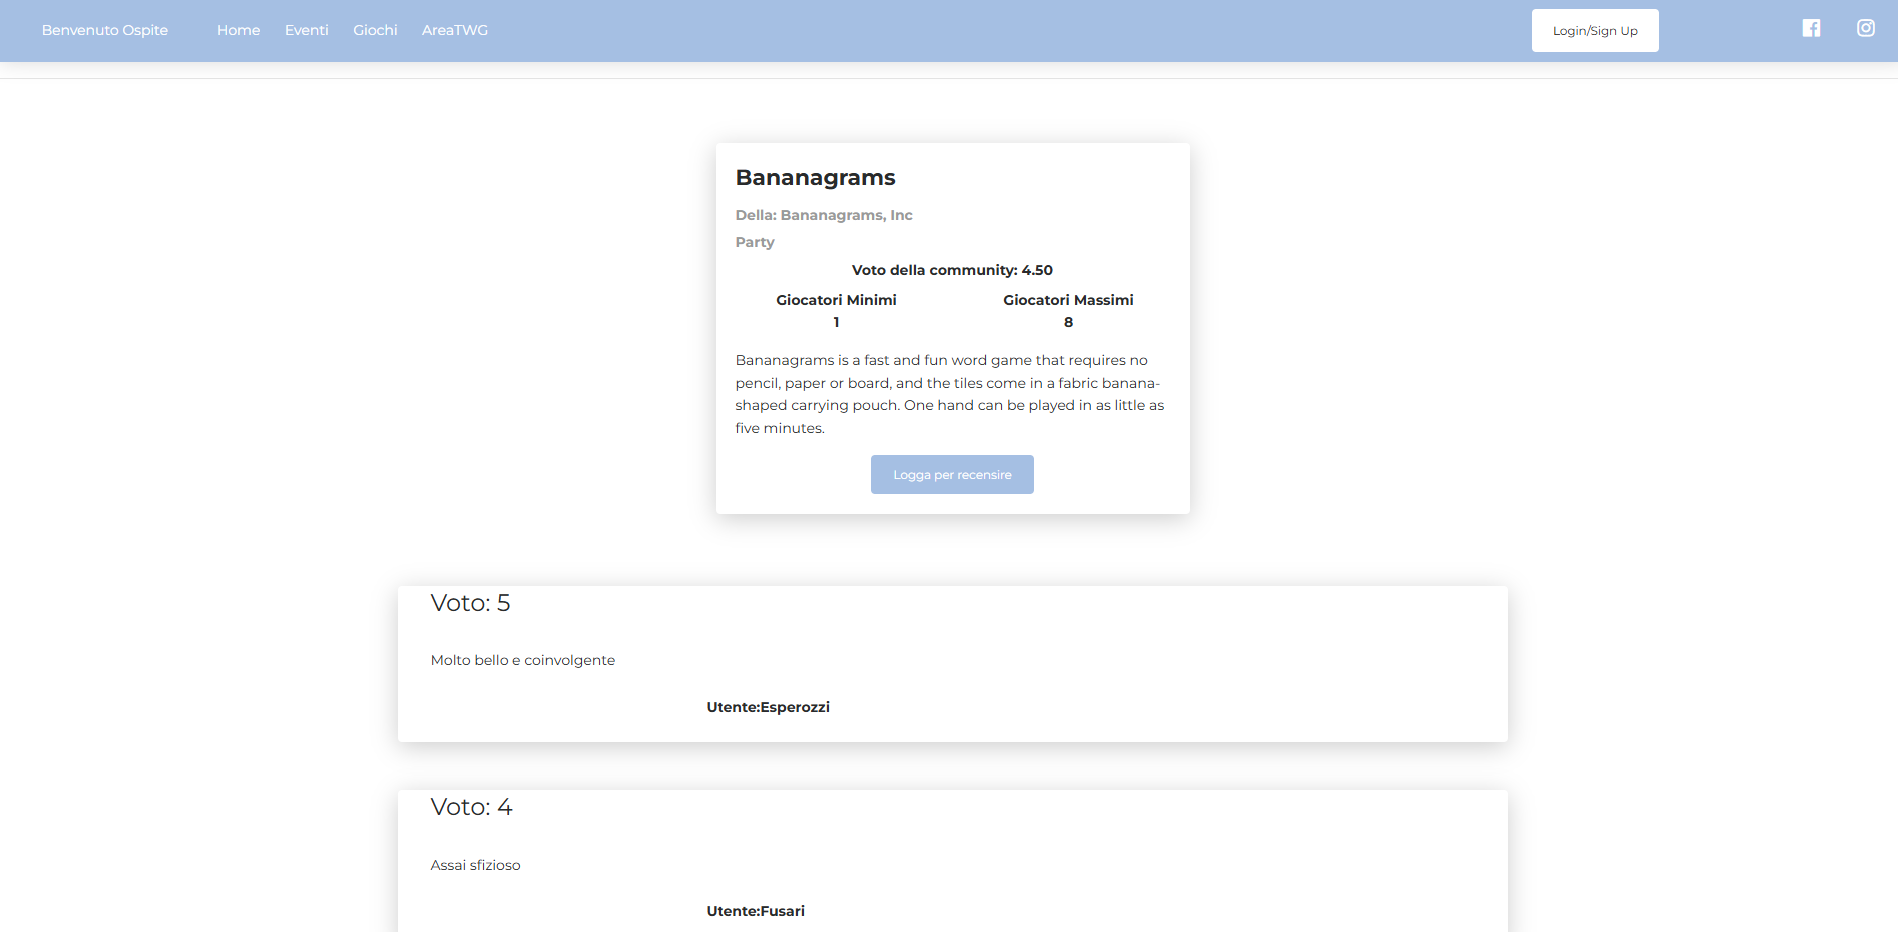 Benvenuto Ospite Home Eventi Giochi AreaTWG Login/Sign Up
Bananagrams
Della: Bananagrams, Inc
Party
Voto della community: 4.50
Giocatori Minimi Giocatori Massimi
1 8
Bananagrams is a fast and fun word game that requires no
pencil, paper or board, and the tiles come in a fabric banana-
shaped carrying pouch. One hand can be played in as little as
five minutes.
Logga per recensire
Voto: 5
Molto bello e coinvolgente
Utente:Esperozzi
Voto: 4
Assai sfizioso
Utente:Fusari